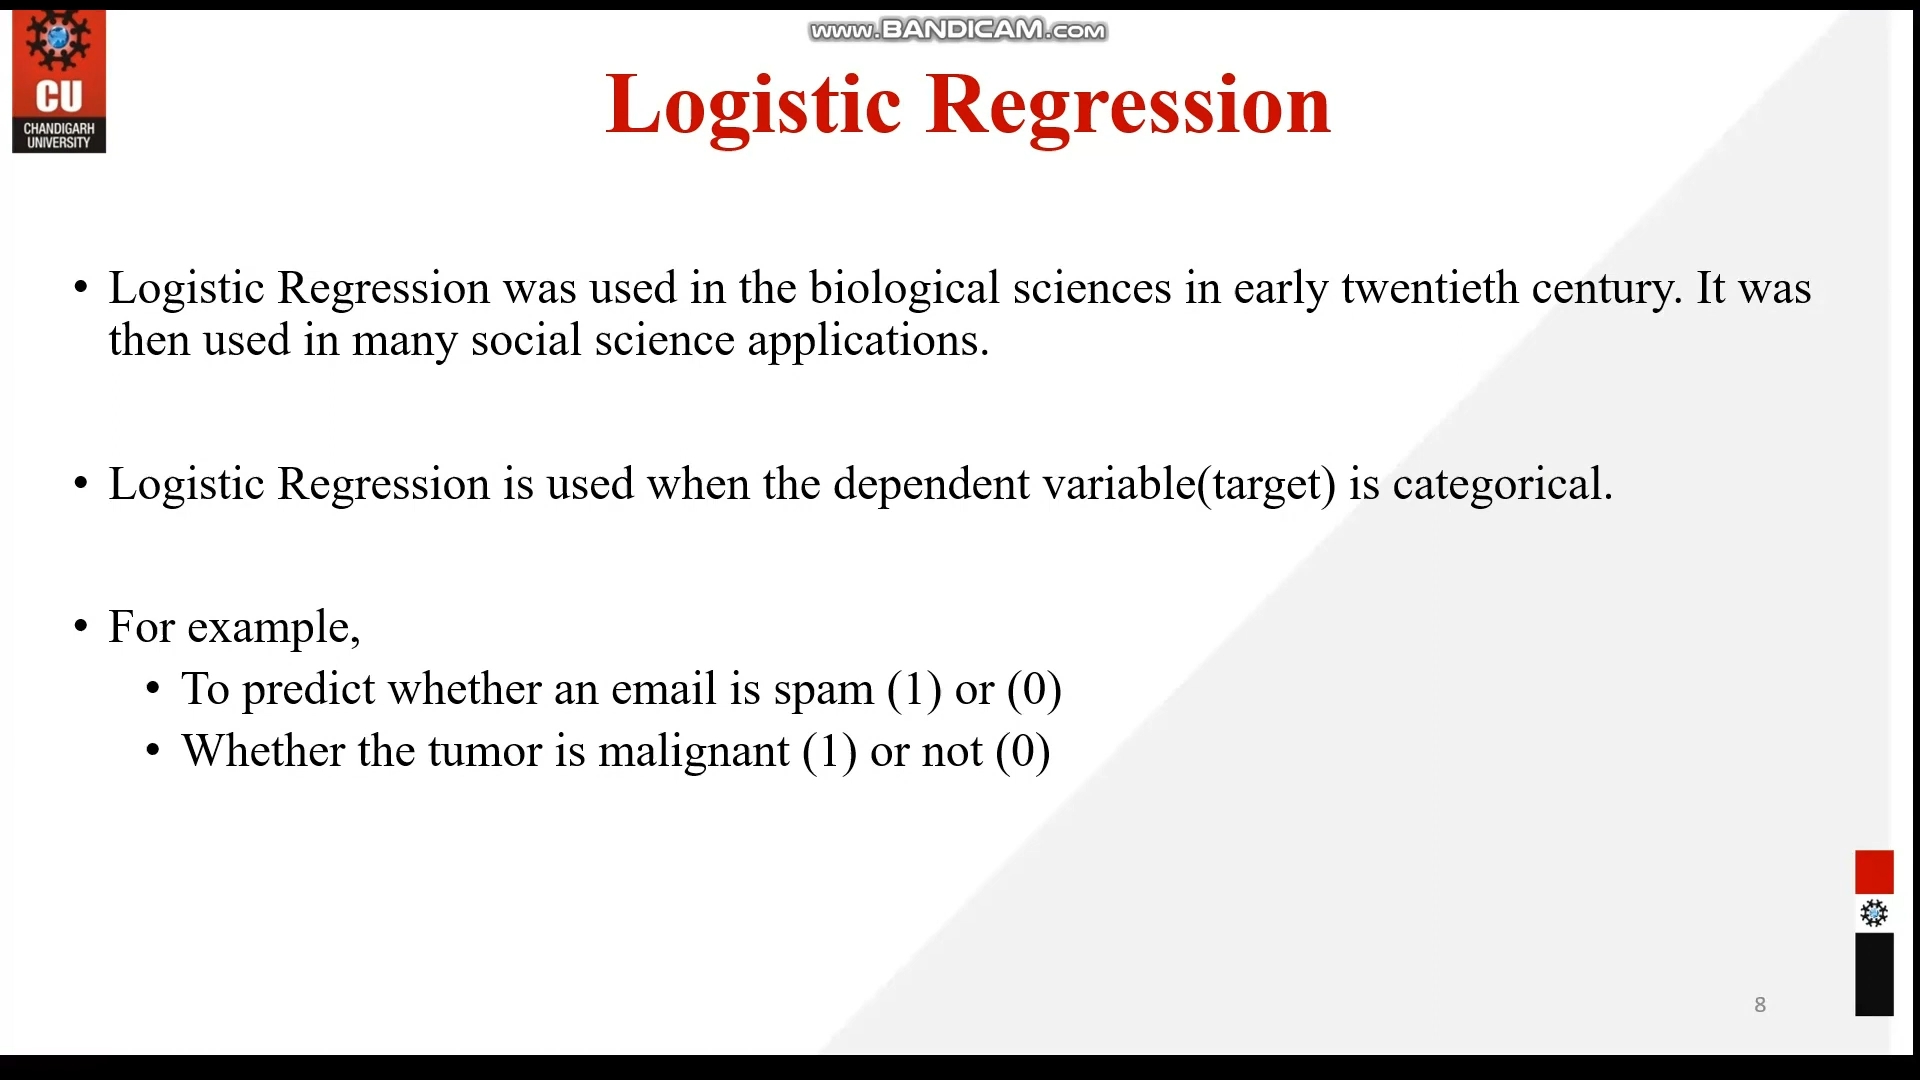 www.BANDICAM.com
CU
CHANDIGARH
UNIVERSITY
Logistic Regression
• Logistic Regression was used in the biological sciences in early twentieth century. It was
then used in many social science applications.
• Logistic Regression is used when the dependent variable(target) is categorical.
• For example,
• To predict whether an email is spam (1) or (0)
• Whether the tumor is malignant (1) or not (0)
8